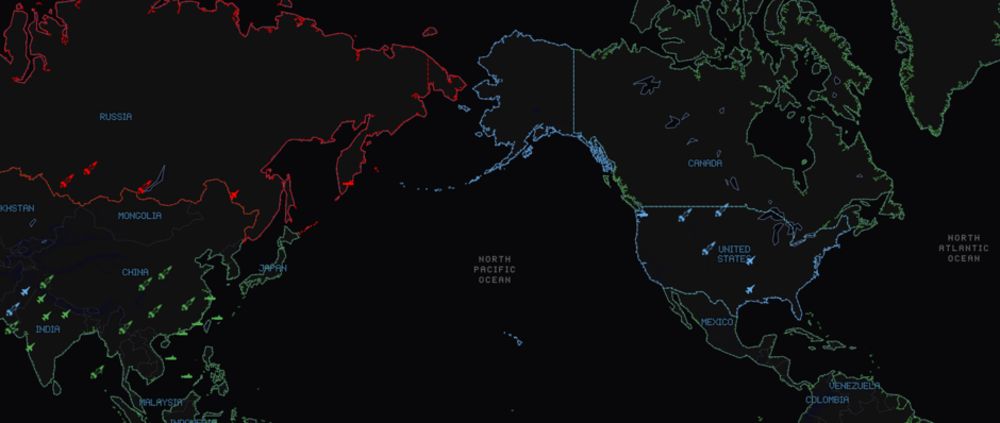 RUSSIA
CANADA
KHSTAN
MONGOLIA
NORTH
ATLANTIC
OCEAN
UNITED
STATES
NORTH
PACIFIC
OCEAN
CHINA
JAPAN
MEXICO
INDIA
VENEZUELA
MALAYSIA
COLOMBIA